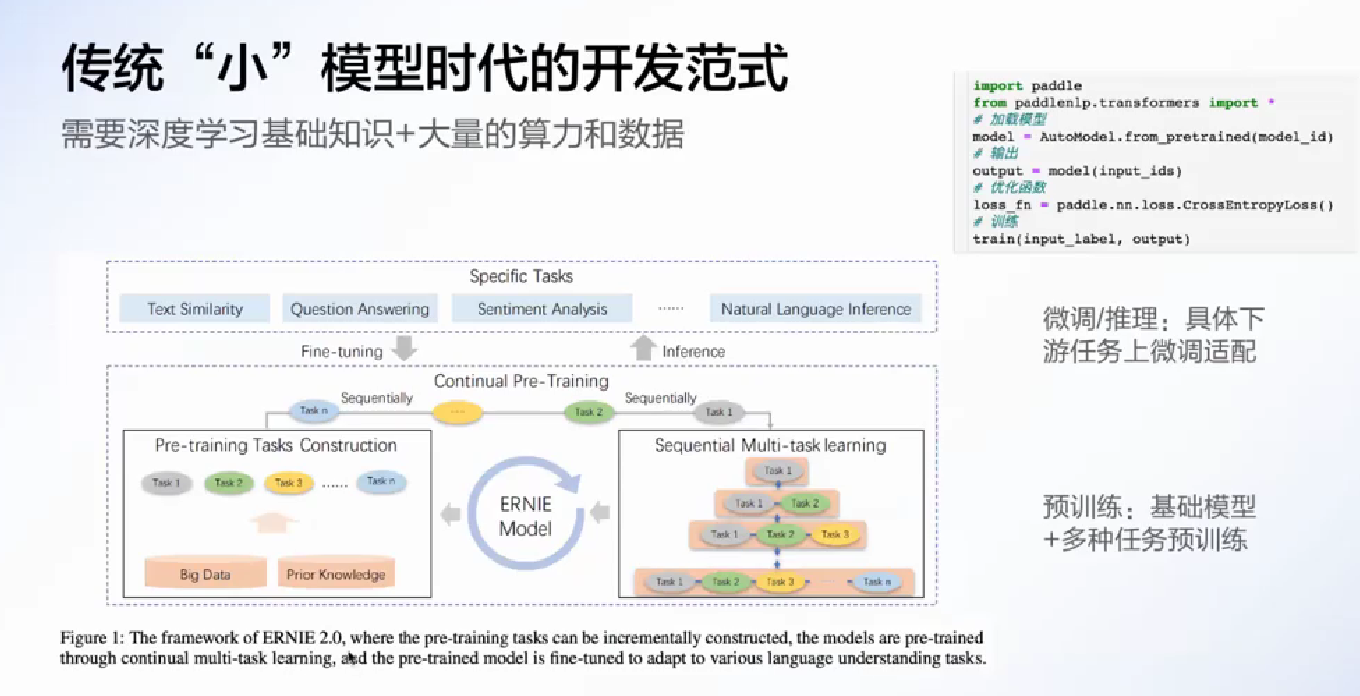 传统“小”模型时代的开发范式
需要深度学习基础知识+大量的算力和数据
import paddle
from paddlenlp.transformers import *
# 加载模型
model = AutoModel.from_pretrained(model_id)
# 输出
output = model(input_ids)
# 优化函数
loss_fn = paddle.nn.loss.CrossEntropyLoss()
# 训练
train(input_label, output)
Specific Tasks
Text Similarity
Question Answering
Sentiment Analysis
......
Natural Language Inference
Fine-tuning
Inference
微调/推理：具体下
游任务上微调适配
Continual Pre-Training
Task n
Sequentially
....
Task 2
Sequentially
Task 1
Pre-training Tasks Construction
Task 1
Task 2
Task 3
......
Task n
Big Data
Prior Knowledge
ERNIE
Model
Sequential Multi-task learning
Task 1
Task 1
Task 2
Task 1
Task 2
Task 3
Task 1
Task 2
Task 3
......
Task n
预训练：基础模型
+多种任务预训练
Figure 1: The framework of ERNIE 2.0, where the pre-training tasks can be incrementally constructed, the models are pre-trained
through continual multi-task learning, and the pre-trained model is fine-tuned to adapt to various language understanding tasks.